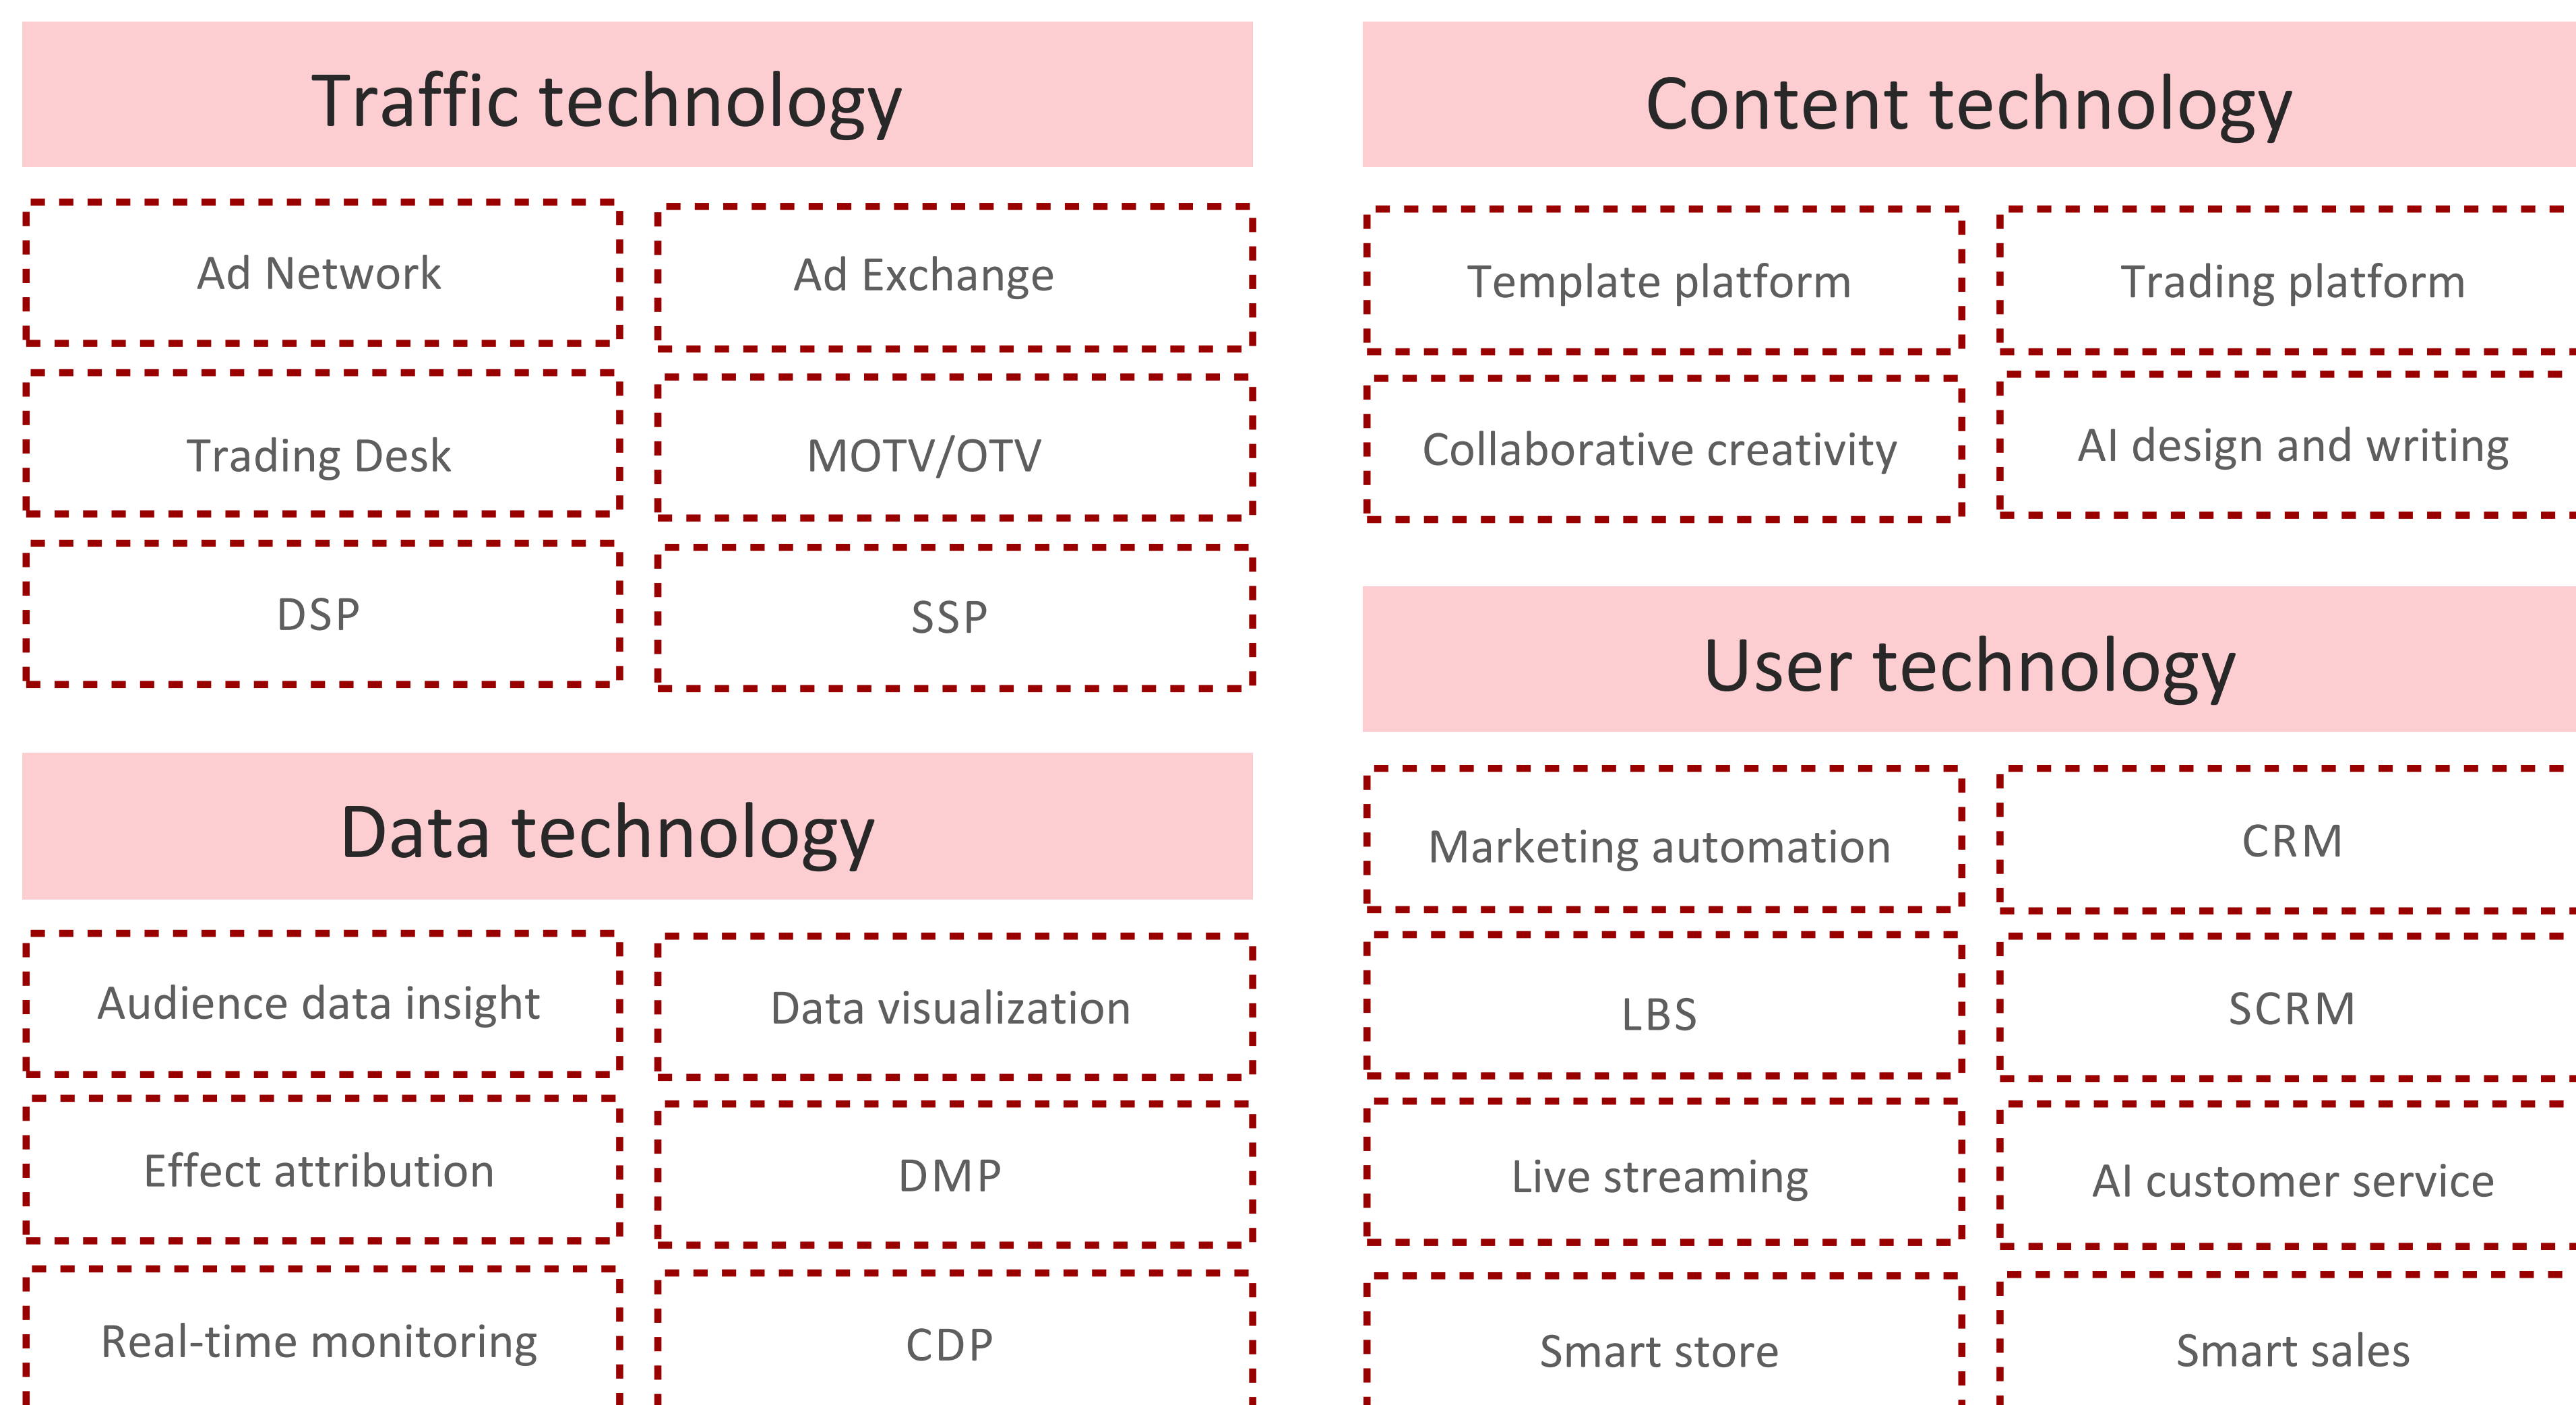 Traffic technology
Ad Network
Ad Exchange
Trading Desk
MOTV/OTV
DSP
SSP
Data technology
Audience data insight
Data visualization
Effect attribution
DMP
Real-time monitoring
CDP
Content technology
Template platform
Trading platform
Collaborative creativity
AI design and writing
User technology
Marketing automation
CRM
LBS
SCRM
Live streaming
AI customer service
Smart store
Smart sales